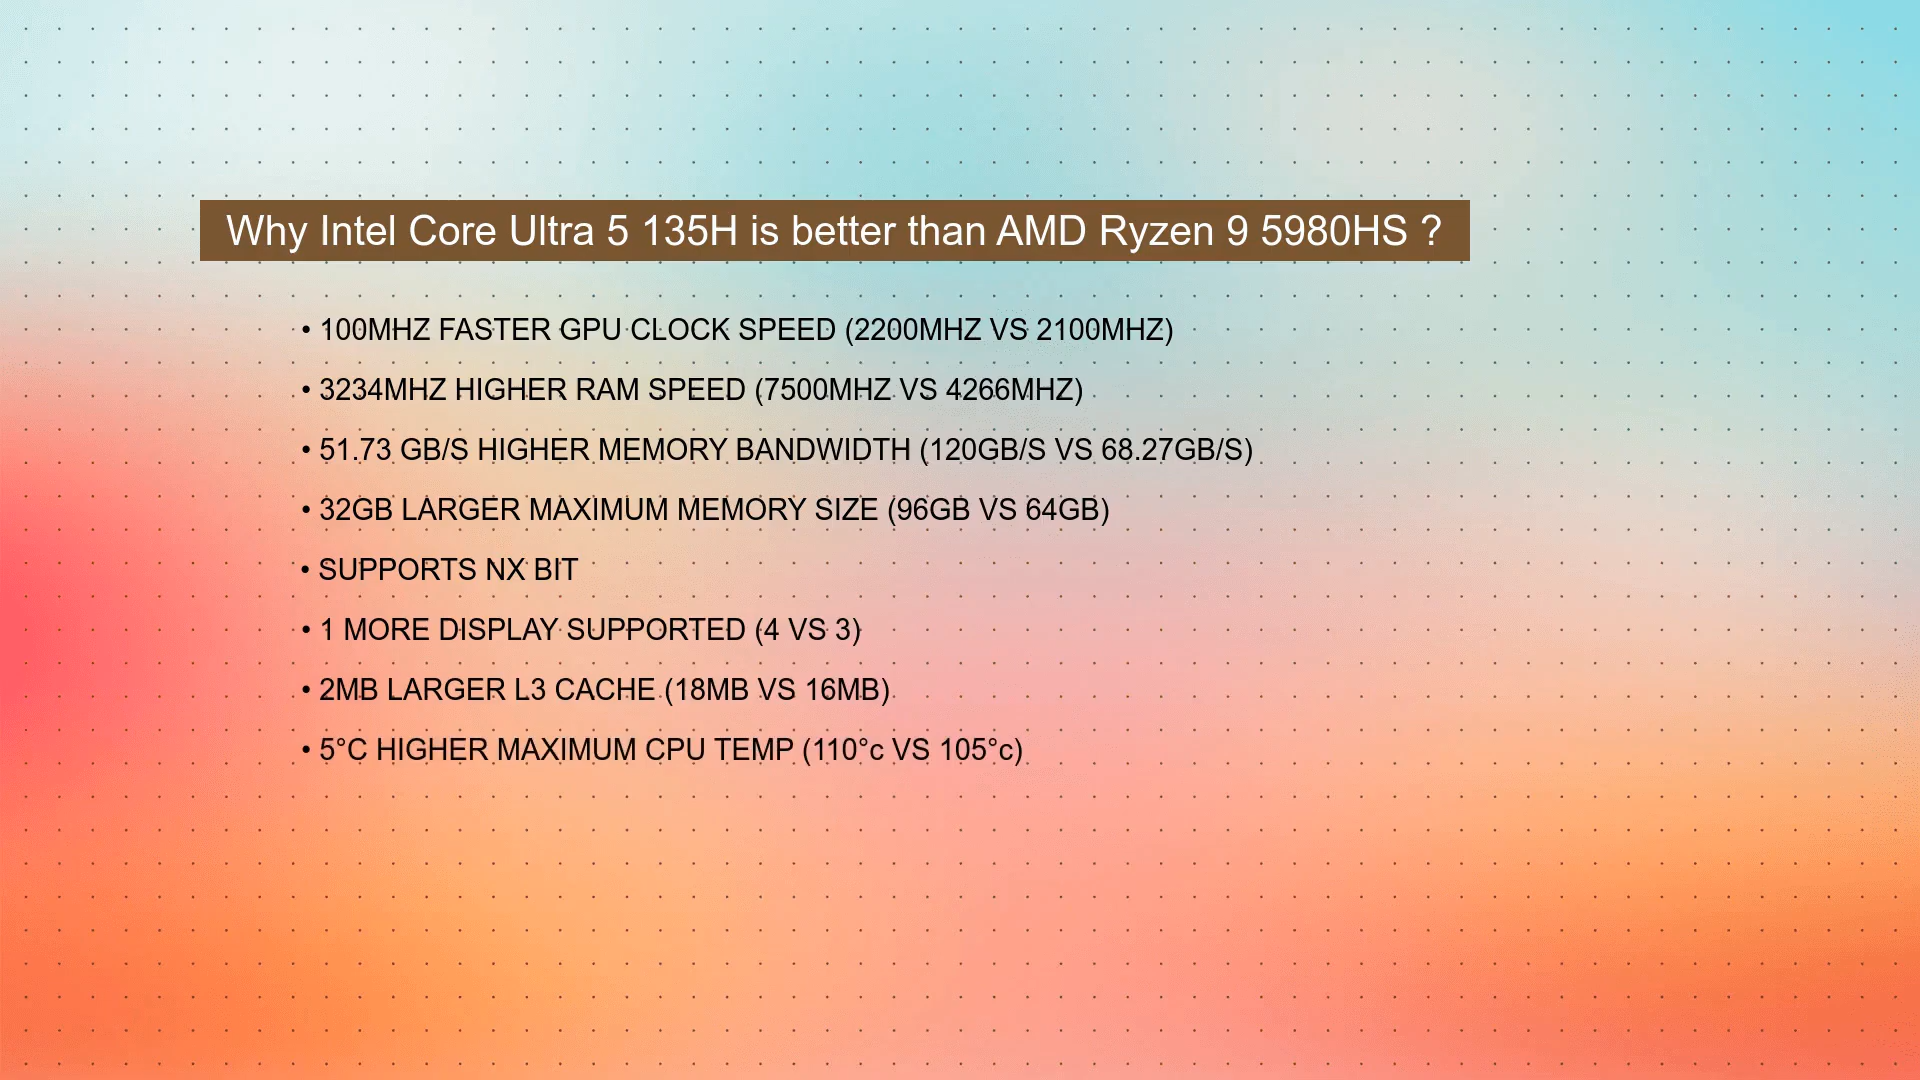 Why Intel Core Ultra 5 135H is better than AMD Ryzen 9 5980HS ?
• 100MHZ FASTER GPU CLOCK SPEED (2200MHZ VS 2100MHZ)
• 3234MHZ HIGHER RAM SPEED (7500MHZ VS 4266MHZ)
• 51.73 GB/S HIGHER MEMORY BANDWIDTH (120GB/S VS 68.27GB/S)
• 32GB LARGER MAXIMUM MEMORY SIZE (96GB VS 64GB)
• SUPPORTS NX BIT
• 1 MORE DISPLAY SUPPORTED (4 VS 3)
• 2MB LARGER L3 CACHE (18MB VS 16MB)
• 5°C HIGHER MAXIMUM CPU TEMP (110°c VS 105°c)